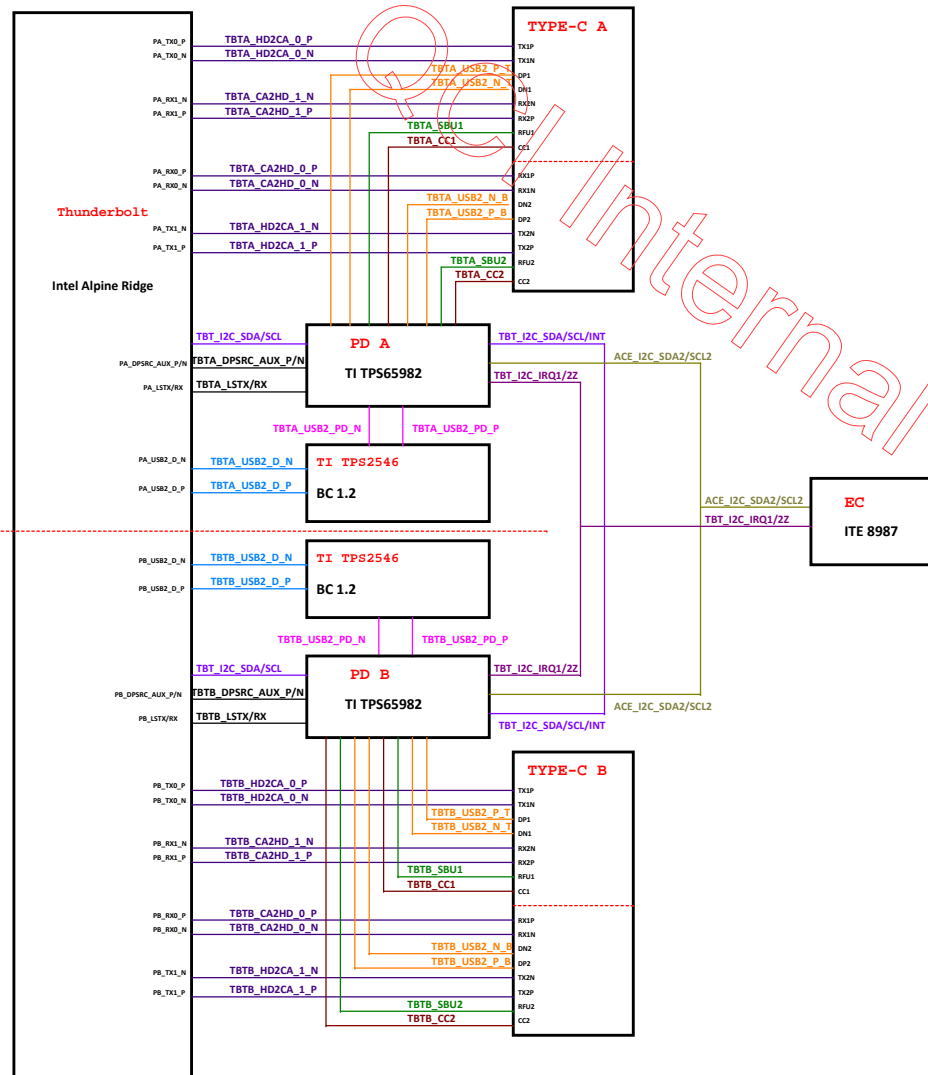 TYPE-C A
PA_TX0_P TBTA_HD2CA_0_P TX1P
PA_TX0_N TBTA_HD2CA_0_N TX1N
TBTA_USB2_P_T DP1
TBTA_USB2_N_T DN1
PA_RX1_N TBTA_CA2HD_1_N RX2N
PA_RX1_P TBTA_CA2HD_1_P RX2P
TBTA_SBU1 RFU1
TBTA_CC1 CC1
PA_RX0_P TBTA_CA2HD_0_P RX1P
PA_RX0_N TBTA_CA2HD_0_N RX1N
TBTA_USB2_N_B DN2
Thunderbolt TBTA_USB2_P_B DP2
PA_TX1_N TBTA_HD2CA_1_N TX2N
PA_TX1_P TBTA_HD2CA_1_P TX2P
TBTA_SBU2 RFU2
TBTA_CC2 CC2
Intel Alpine Ridge
QCI Internal
TBT_I2C_SDA/SCL PD A TBT_I2C_SDA/SCL/INT
PA_DPSRC_AUX_P/N TBTA_DPSRC_AUX_P/N TI TPS65982 ACE_I2C_SDA2/SCL2
PA_LSTX/RX TBTA_LSTX/RX TBT_I2C_IRQ1/2Z
TBTA_USB2_PD_N TBTA_USB2_PD_P
PA_USB2_D_N TBTA_USB2_D_N TI TPS2546
PA_USB2_D_P TBTA_USB2_D_P BC 1.2
ACE_I2C_SDA2/SCL2 EC
TBT_I2C_IRQ1/2Z ITE 8987
PB_USB2_D_N TBTB_USB2_D_N TI TPS2546
PB_USB2_D_P TBTB_USB2_D_P BC 1.2
TBTB_USB2_PD_N TBTB_USB2_PD_P
TBT_I2C_SDA/SCL PD B TBT_I2C_IRQ1/2Z
PB_DPSRC_AUX_P/N TBTB_DPSRC_AUX_P/N TI TPS65982 ACE_I2C_SDA2/SCL2
PB_LSTX/RX TBTB_LSTX/RX TBT_I2C_SDA/SCL/INT
TYPE-C B
PB_TX0_P TBTB_HD2CA_0_P TX1P
PB_TX0_N TBTB_HD2CA_0_N TX1N
TBTB_USB2_P_T DP1
TBTB_USB2_N_T DN1
PB_RX1_N TBTB_CA2HD_1_N RX2N
PB_RX1_P TBTB_CA2HD_1_P RX2P
TBTB_SBU1 RFU1
TBTB_CC1 CC1
PB_RX0_P TBTB_CA2HD_0_P RX1P
PB_RX0_N TBTB_CA2HD_0_N RX1N
TBTB_USB2_N_B DN2
TBTB_USB2_P_B DP2
PB_TX1_N TBTB_HD2CA_1_N TX2N
PB_TX1_P TBTB_HD2CA_1_P TX2P
TBTB_SBU2 RFU2
TBTB_CC2 CC2